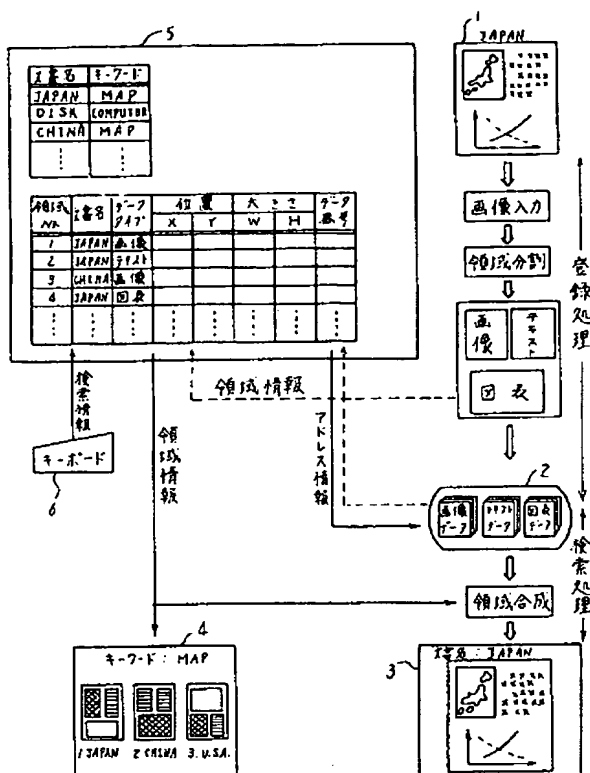 5
文書名 キーワード
JAPAN MAP
DISK COMPUTER
CHINA MAP
領域No. 文書名 データタイプ 位置 大きさ データ番号
X Y W H
1 JAPAN 画像
2 JAPAN テキスト
3 CHINA 画像
4 JAPAN 図表
検索情報
キーボード
6
領域情報
領域情報
アドレス情報
1
JAPAN
画像入力
領域分割
画像
テキスト
図表
登録処理
2
画像データ
テキストデータ
図表データ
検索処理
領域合成
4
キーワード：MAP
1 JAPAN 2 CHINA 3. U.S.A.
3
文書名：JAPAN